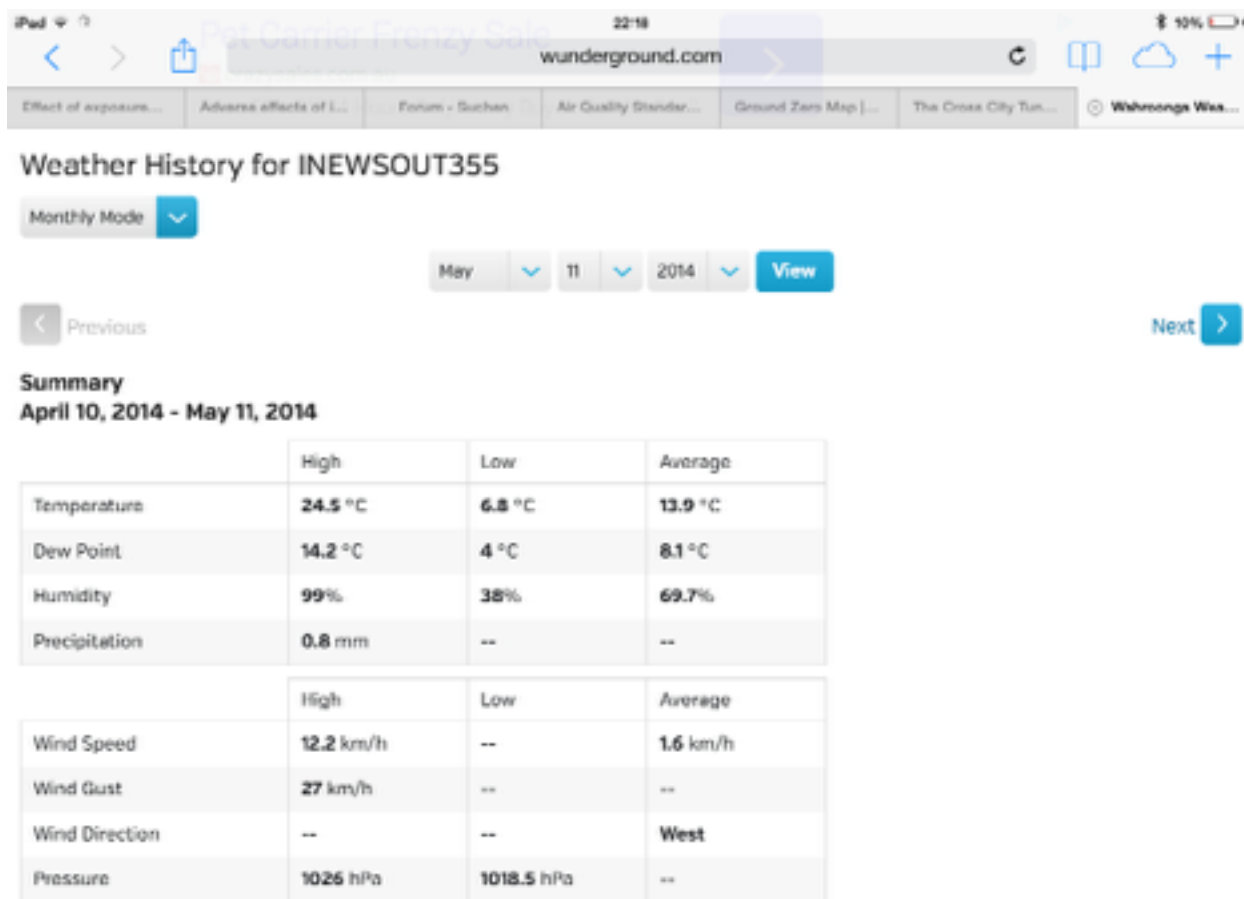 iPad 22:18 10%
Pet Carrier Frenzy Sale
wunderground.com
Effect of exposure... Adverse effects of i... Forum - Suchen Air Quality Standar... Ground Zero Map |... The Cross City Tun... Wahroonga Wea...
Weather History for INEWSOUT355
Monthly Mode
May 11 2014 View
Previous Next
Summary
April 10, 2014 - May 11, 2014
High Low Average
Temperature 24.5 °C 6.8 °C 13.9 °C
Dew Point 14.2 °C 4 °C 8.1 °C
Humidity 99% 38% 69.7%
Precipitation 0.8 mm -- --
High Low Average
Wind Speed 12.2 km/h -- 1.6 km/h
Wind Gust 27 km/h -- --
Wind Direction -- -- West
Pressure 1026 hPa 1018.5 hPa --